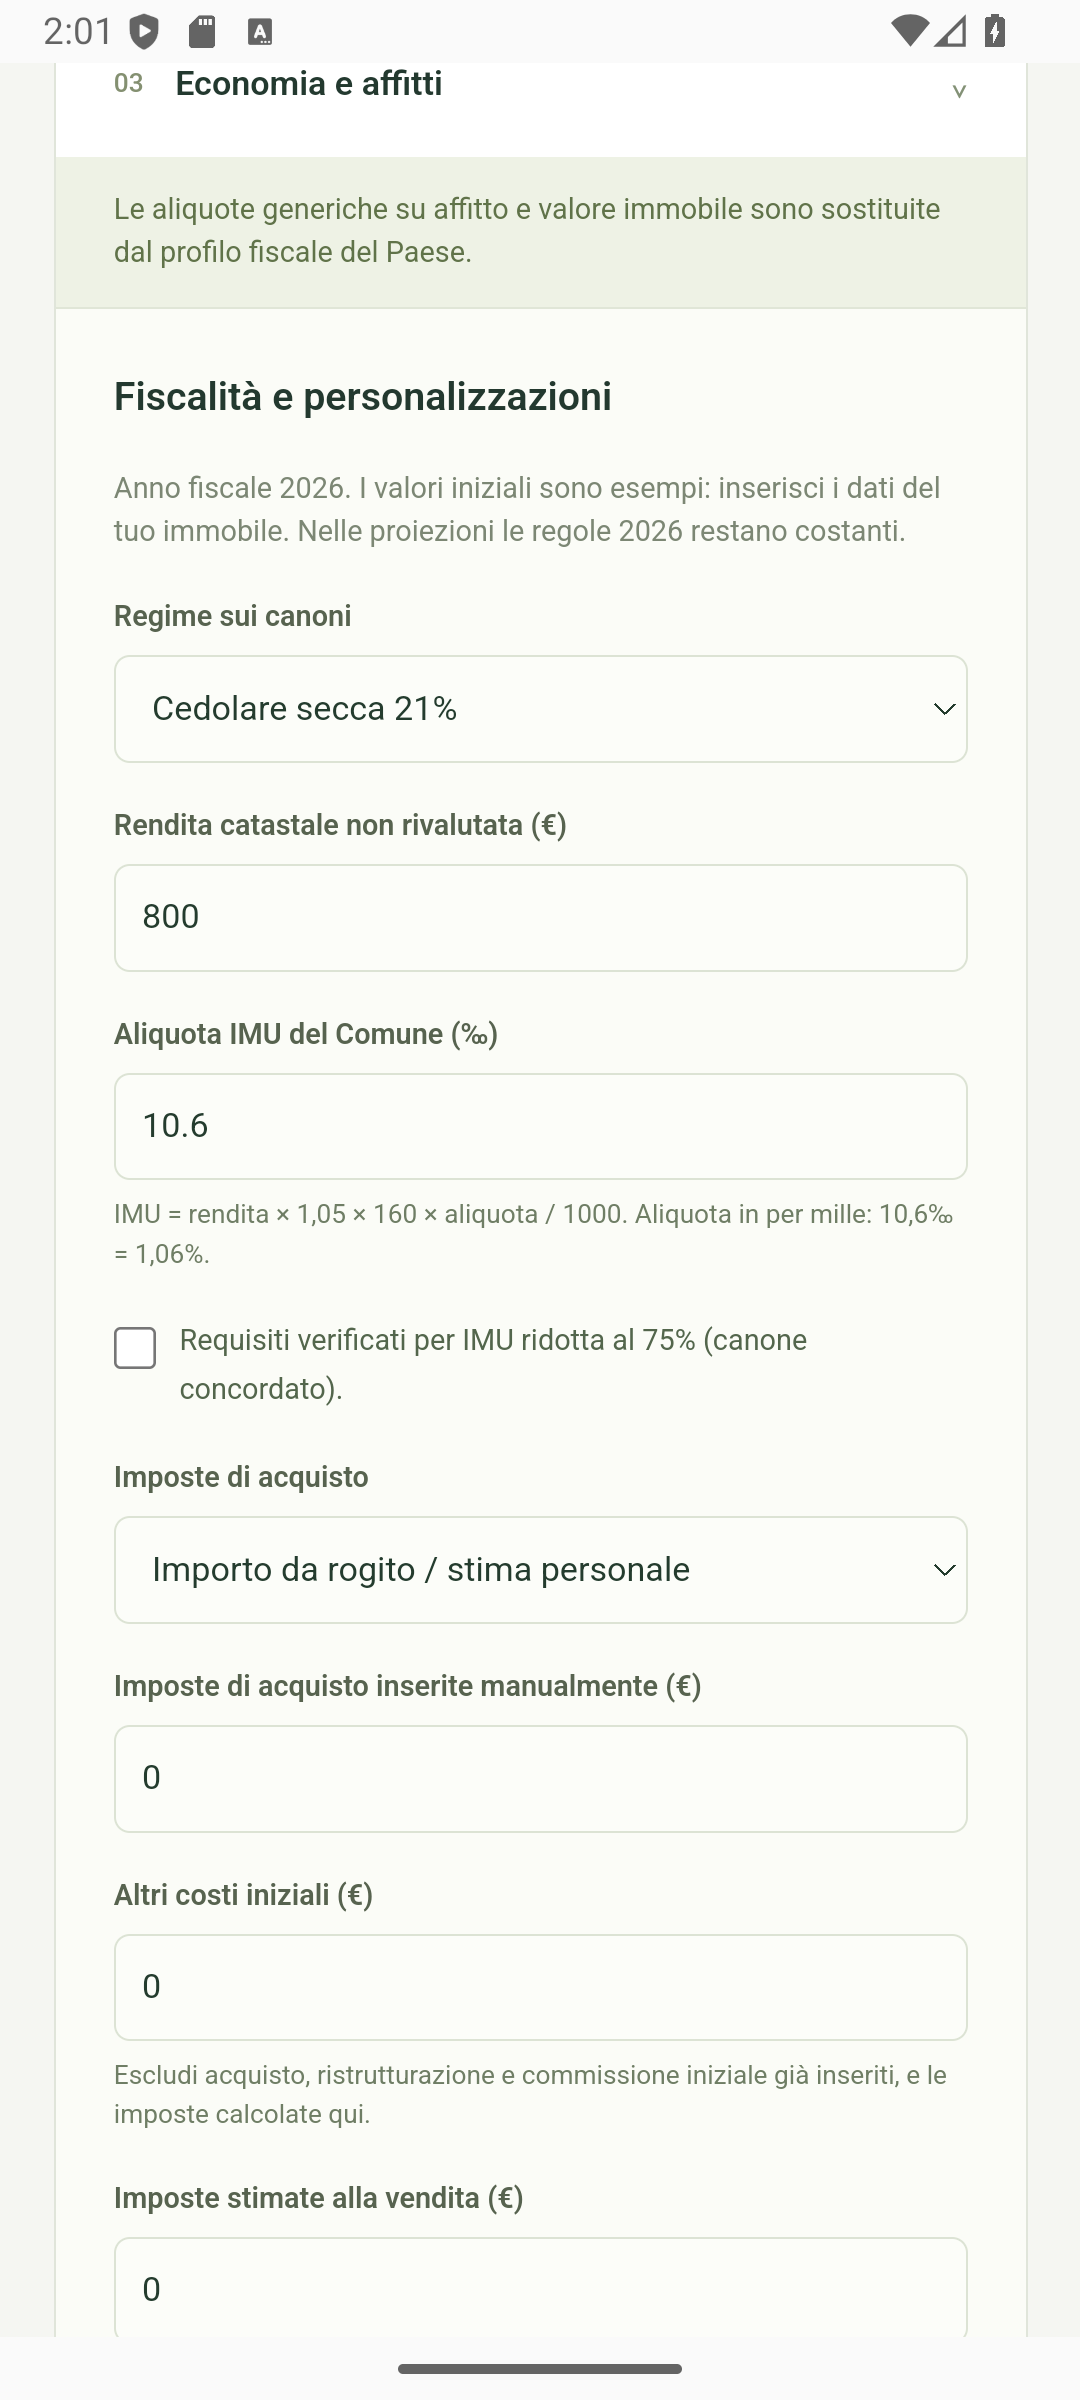 2:01
03 Economia e affitti
Le aliquote generiche su affitto e valore immobile sono sostituite
dal profilo fiscale del Paese.
Fiscalità e personalizzazioni
Anno fiscale 2026. I valori iniziali sono esempi: inserisci i dati del
tuo immobile. Nelle proiezioni le regole 2026 restano costanti.
Regime sui canoni
Cedolare secca 21%
Rendita catastale non rivalutata (€)
800
Aliquota IMU del Comune (‰)
10.6
IMU = rendita × 1,05 × 160 × aliquota / 1000. Aliquota in per mille: 10,6‰
= 1,06%.
Requisiti verificati per IMU ridotta al 75% (canone
concordato).
Imposte di acquisto
Importo da rogito / stima personale
Imposte di acquisto inserite manualmente (€)
0
Altri costi iniziali (€)
0
Escludi acquisto, ristrutturazione e commissione iniziale già inseriti, e le
imposte calcolate qui.
Imposte stimate alla vendita (€)
0